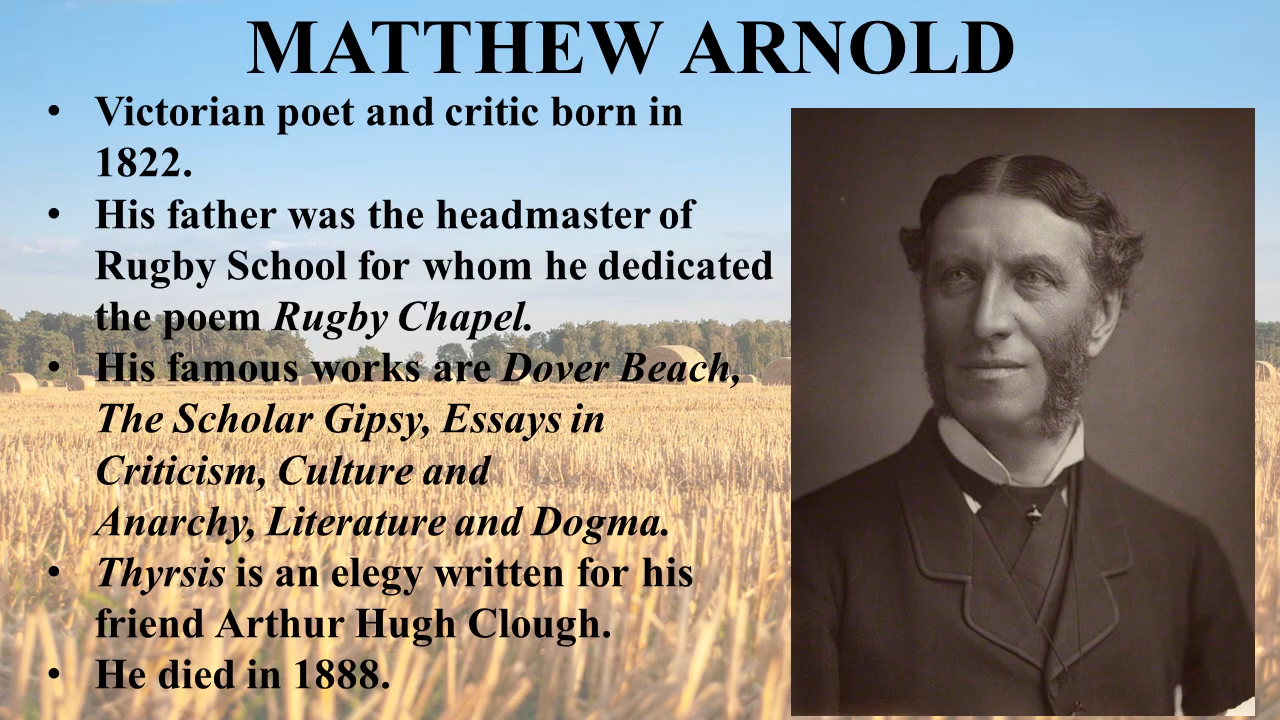 MATTHEW ARNOLD
• Victorian poet and critic born in
1822.
• His father was the headmaster of
Rugby School for whom he dedicated
the poem Rugby Chapel.
• His famous works are Dover Beach,
The Scholar Gipsy, Essays in
Criticism, Culture and
Anarchy, Literature and Dogma.
• Thyrsis is an elegy written for his
friend Arthur Hugh Clough.
• He died in 1888.